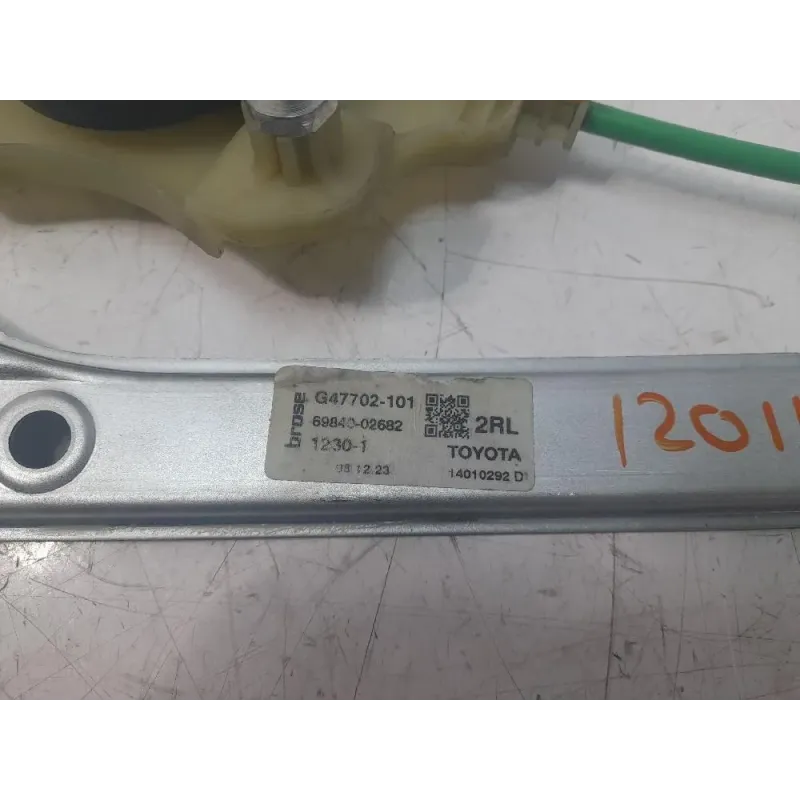 brose
G47702-101
69840-02682
1230-1
2RL
TOYOTA
14010292 D